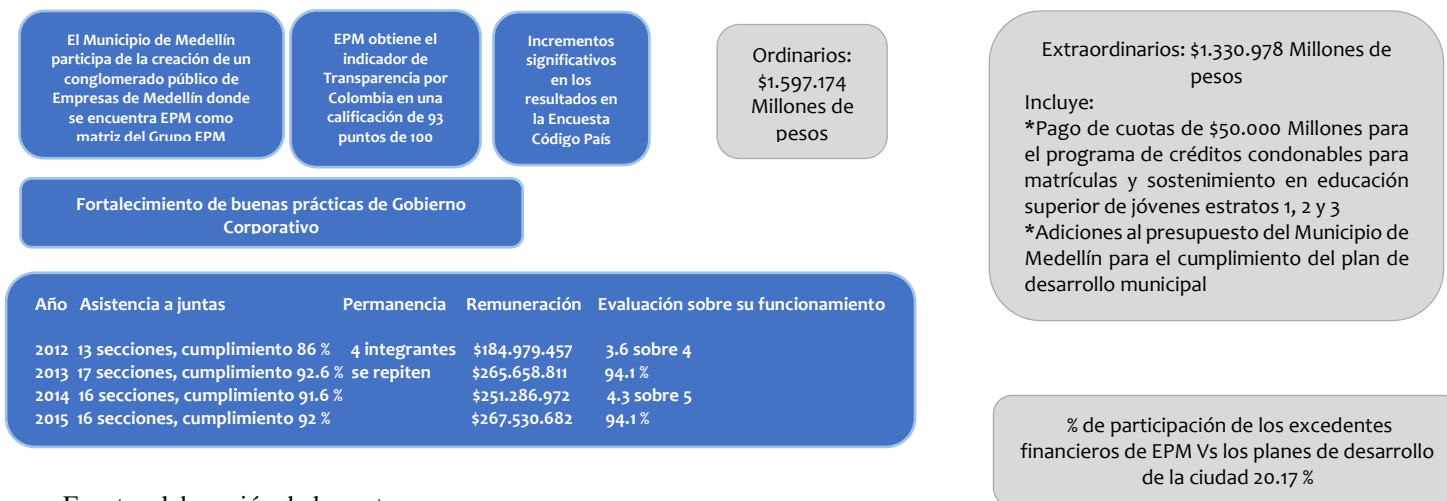 El Municipio de Medellín
participa de la creación de un
conglomerado público de
Empresas de Medellín donde
se encuentra EPM como
matriz del Grupo EPM
EPM obtiene el
indicador de
Transparencia por
Colombia en una
calificación de 93
puntos de 100
Incrementos
significativos
en los
resultados en
la Encuesta
Código País
Ordinarios:
$1.597.174
Millones de
pesos
Extraordinarios: $1.330.978 Millones de
pesos
Incluye:
*Pago de cuotas de $50.000 Millones para
el programa de créditos condonables para
matrículas y sostenimiento en educación
superior de jóvenes estratos 1, 2 y 3
*Adiciones al presupuesto del Municipio de
Medellín para el cumplimiento del plan de
desarrollo municipal
Fortalecimiento de buenas prácticas de Gobierno
Corporativo
Año Asistencia a juntas Permanencia Remuneración Evaluación sobre su funcionamiento
2012 13 secciones, cumplimiento 86 % 4 integrantes $184.979.457 3.6 sobre 4
2013 17 secciones, cumplimiento 92.6 % se repiten $265.658.811 94.1 %
2014 16 secciones, cumplimiento 91.6 % $251.286.972 4.3 sobre 5
2015 16 secciones, cumplimiento 92 % $267.530.682 94.1 %
% de participación de los excedentes
financieros de EPM Vs los planes de desarrollo
de la ciudad 20.17 %